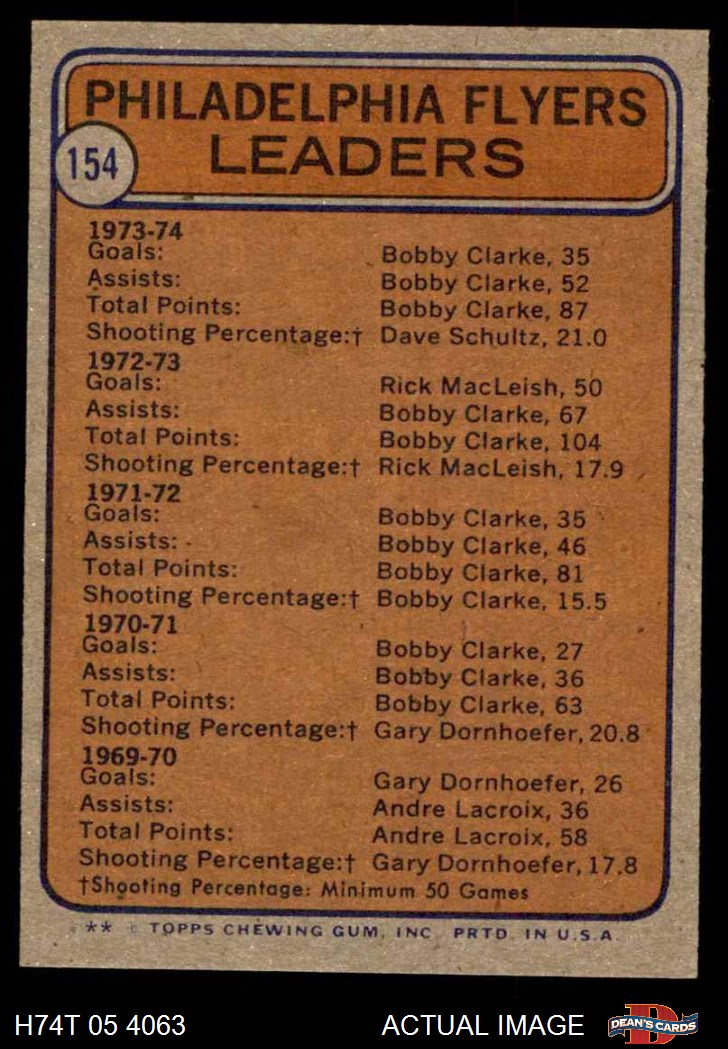 PHILADELPHIA FLYERS
LEADERS
154
1973-74
Goals: Bobby Clarke, 35
Assists: Bobby Clarke, 52
Total Points: Bobby Clarke, 87
Shooting Percentage:† Dave Schultz, 21.0
1972-73
Goals: Rick MacLeish, 50
Assists: Bobby Clarke, 67
Total Points: Bobby Clarke, 104
Shooting Percentage:† Rick MacLeish, 17.9
1971-72
Goals: Bobby Clarke, 35
Assists: Bobby Clarke, 46
Total Points: Bobby Clarke, 81
Shooting Percentage:† Bobby Clarke, 15.5
1970-71
Goals: Bobby Clarke, 27
Assists: Bobby Clarke, 36
Total Points: Bobby Clarke, 63
Shooting Percentage:† Gary Dornhoefer, 20.8
1969-70
Goals: Gary Dornhoefer, 26
Assists: Andre Lacroix, 36
Total Points: Andre Lacroix, 58
Shooting Percentage:† Gary Dornhoefer, 17.8
†Shooting Percentage: Minimum 50 Games
** © TOPPS CHEWING GUM, INC. PRTD. IN U.S.A.
H74T 05 4063 ACTUAL IMAGE
D
DEAN'S CARDS